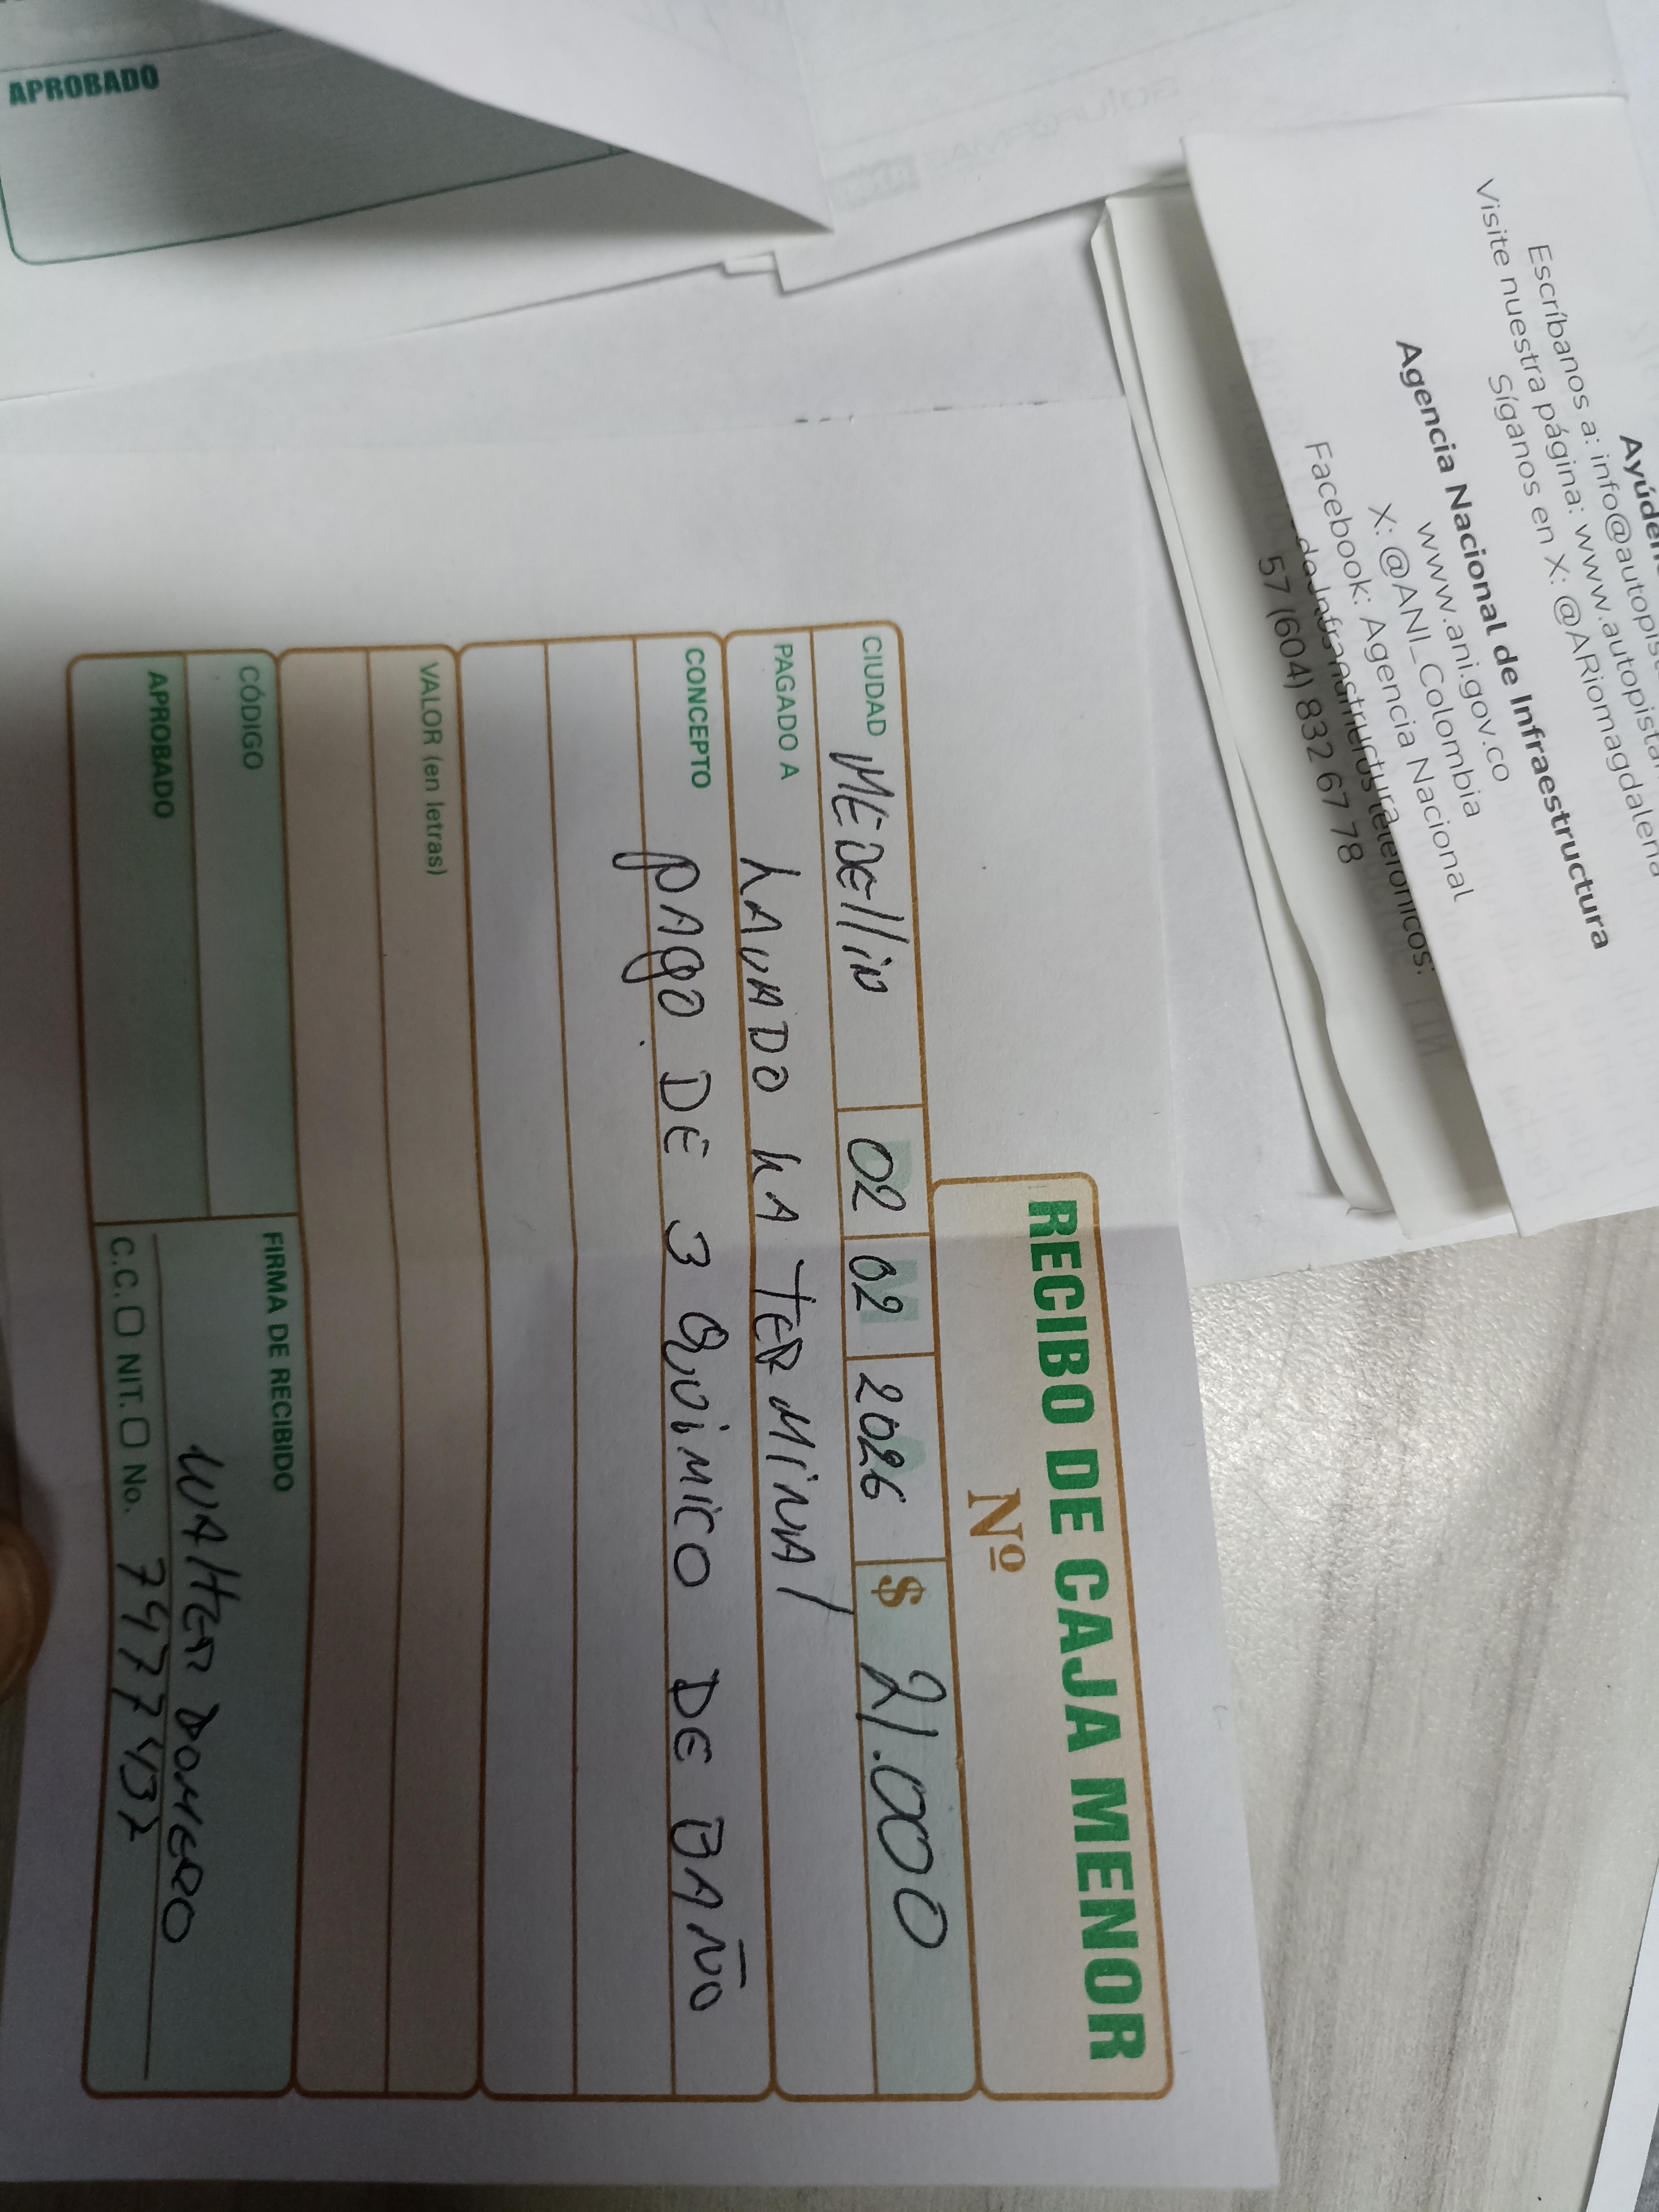 APROBADO
Ayúden
Escríbanos a: info@autopist
Visite nuestra página: www.autopista
Síganos en X: @ARiomagdalena
Agencia Nacional de Infraestructura
www.ani.gov.co
X: @ANI_Colombia
Facebook: Agencia Nacional
de Infraestructura
57 (604) 832 67 78
RECIBO DE CAJA MENOR
Nº
CIUDAD MEDEllin 02 02 2026 $ 21.000
PAGADO A LAVADO LA TERMINAl
CONCEPTO PAGO DE 3 QUIMICO DE BAÑO
VALOR (en letras)
CÓDIGO
FIRMA DE RECIBIDO
APROBADO
WAlTER ROMERO
C.C. NIT. No. 79777432